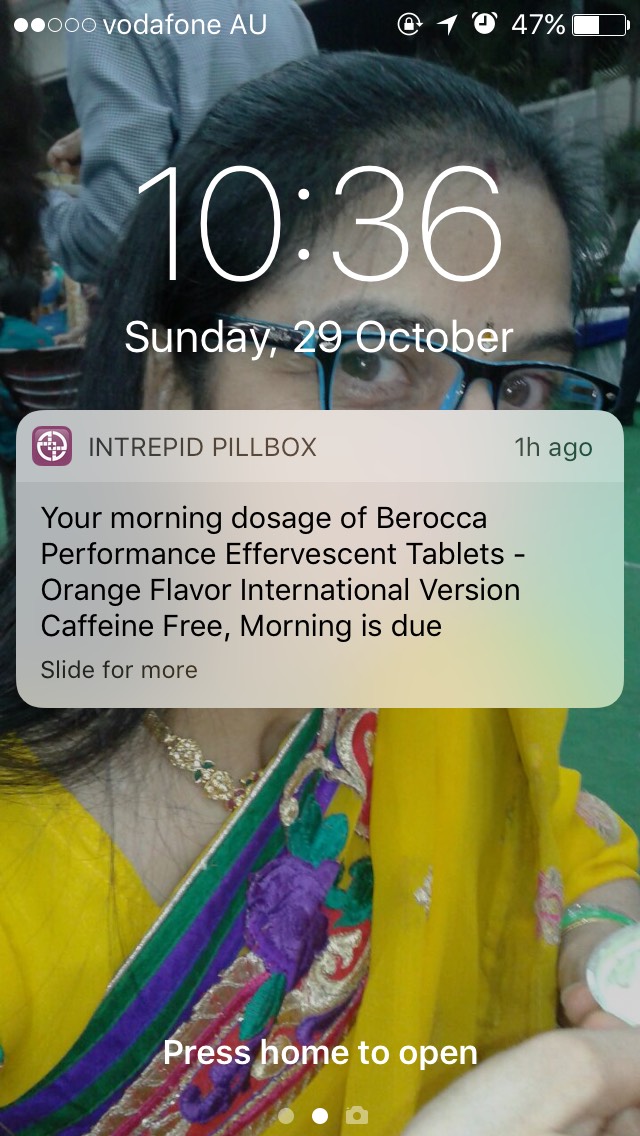 vodafone AU 47%
10:36
Sunday, 29 October
INTREPID PILLBOX 1h ago
Your morning dosage of Berocca
Performance Effervescent Tablets -
Orange Flavor International Version
Caffeine Free, Morning is due
Slide for more
Press home to open